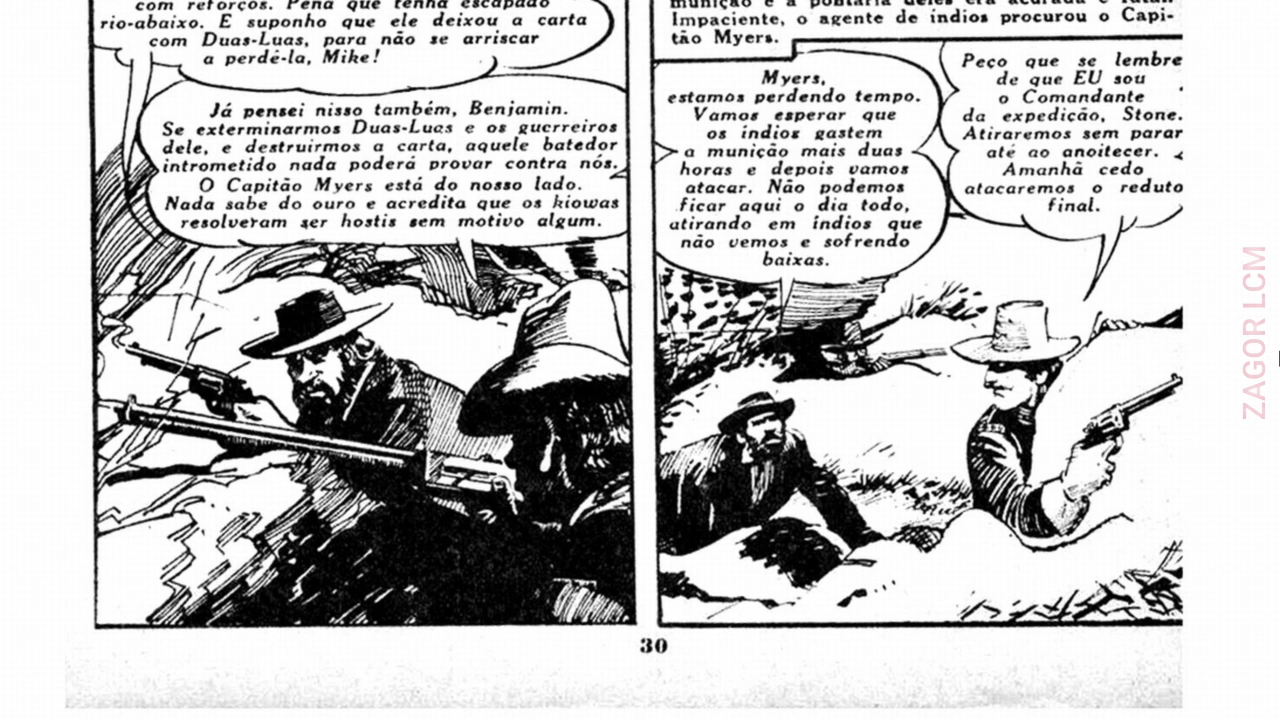 com reforços. Pena que tenha escapado
rio-abaixo. E suponho que ele deixou a carta
com Duas-Luas, para não se arriscar
a perdê-la, Mike!
Já pensei nisso também, Benjamin.
Se exterminarmos Duas-Luas e os guerreiros
dele, e destruirmos a carta, aquele batedor
intrometido nada poderá provar contra nós.
O Capitão Myers está do nosso lado.
Nada sabe do ouro e acredita que os kiowas
resolveram ser hostis sem motivo algum.
munição e a pontaria deles era acurada e fatal.
Impaciente, o agente de índios procurou o Capi-
tão Myers.
Myers,
estamos perdendo tempo.
Vamos esperar que
os índios gastem
a munição mais duas
horas e depois vamos
atacar. Não podemos
ficar aqui o dia todo,
atirando em índios que
não vemos e sofrendo
baixas.
Peço que se lembre
de que EU sou
o Comandante
da expedição, Stone.
Atiraremos sem parar
até ao anoitecer.
Amanhã cedo
atacaremos o reduto
final.
30
ZAGOR LCM